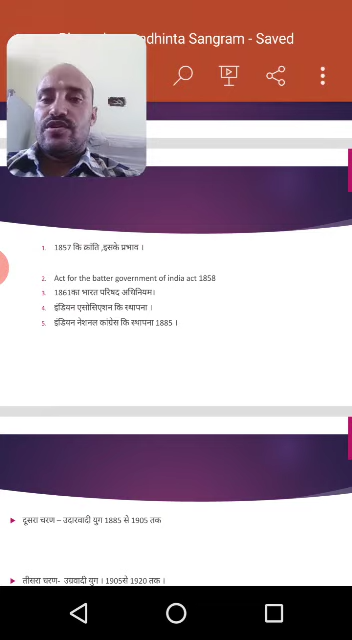 adhinta Sangram - Saved
1. 1857 कि क्रांति ,इसके प्रभाव ।
2. Act for the batter government of india act 1858
3. 1861का भारत परिषद अधिनियम।
4. इंडियन एसोसिएशन कि स्थापना ।
5. इंडियन नेशनल कांग्रेस कि स्थापना 1885 ।
दूसरा चरण – उदारवादी युग 1885 से 1905 तक
तीसरा चरण- उग्रवादी युग । 1905से 1920 तक ।